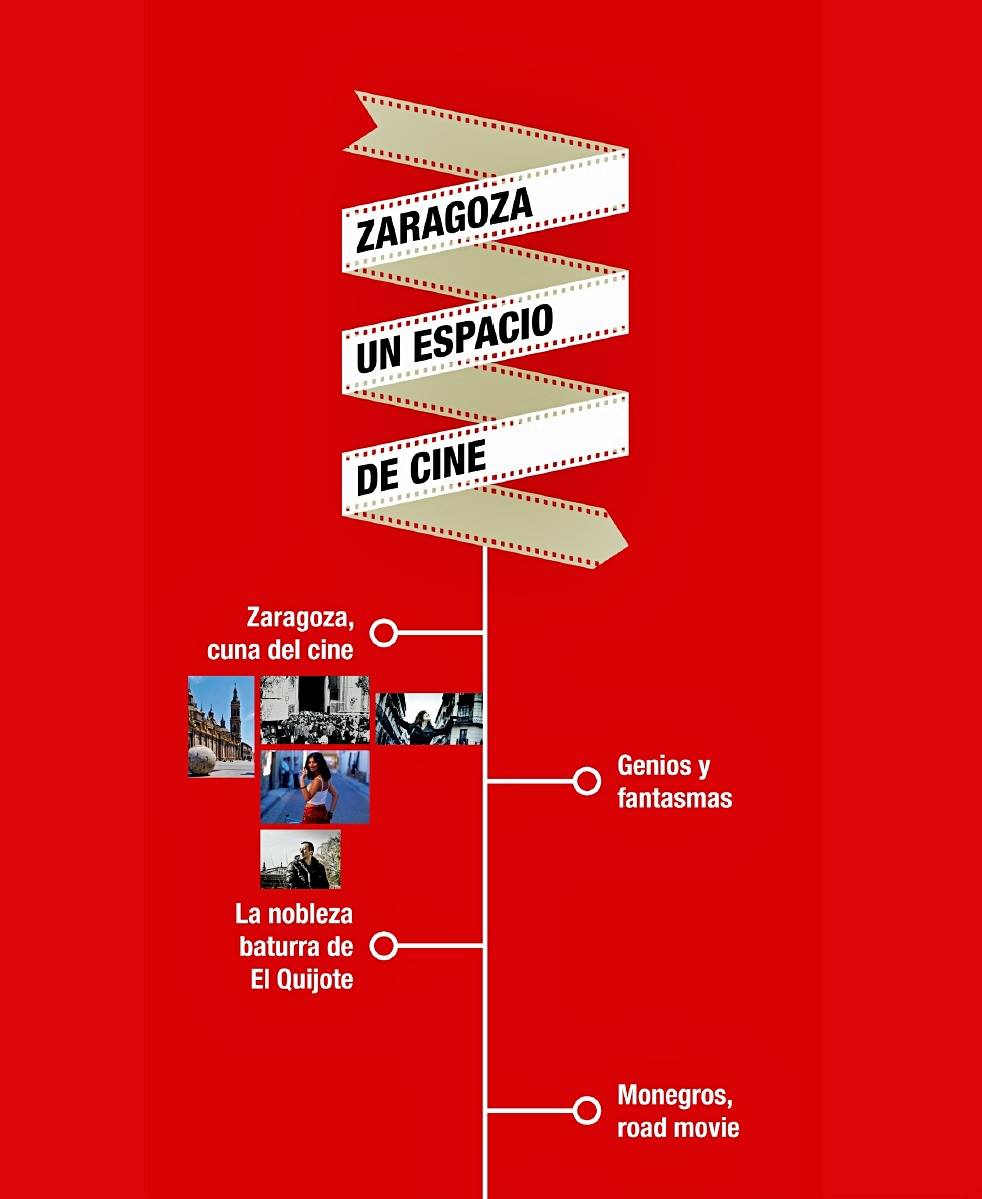 ZARAGOZA
UN ESPACIO
DE CINE
Zaragoza,
cuna del cine
Genios y
fantasmas
La nobleza
baturra de
El Quijote
Monegros,
road movie